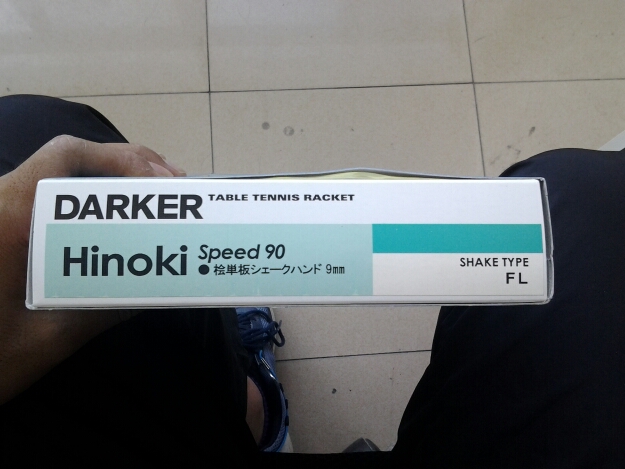 DARKER TABLE TENNIS RACKET
Hinoki Speed 90
●桧単板シェークハンド 9mm
SHAKE TYPE
FL